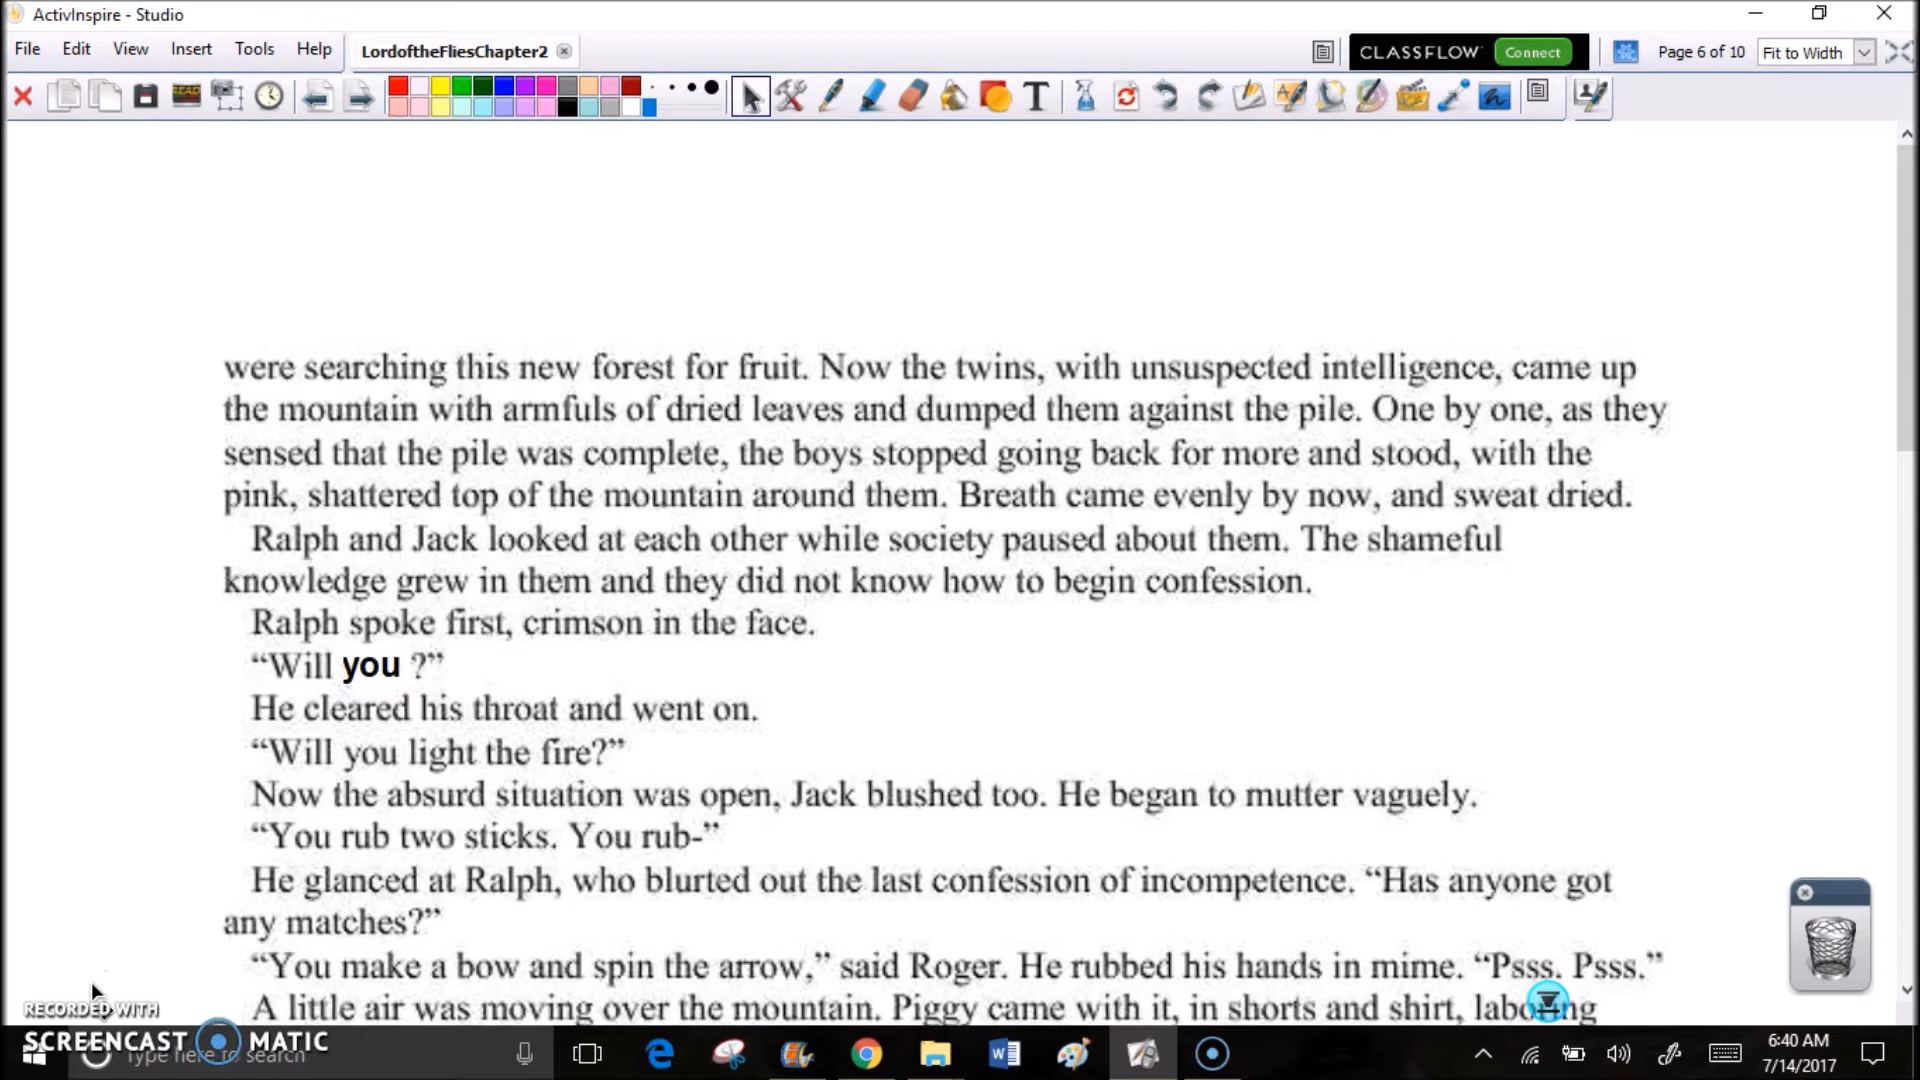 ActivInspire - Studio
File Edit View Insert Tools Help LordoftheFliesChapter2 CLASSFLOW Connect Page 6 of 10 Fit to Width
READ
T
were searching this new forest for fruit. Now the twins, with unsuspected intelligence, came up
the mountain with armfuls of dried leaves and dumped them against the pile. One by one, as they
sensed that the pile was complete, the boys stopped going back for more and stood, with the
pink, shattered top of the mountain around them. Breath came evenly by now, and sweat dried.
Ralph and Jack looked at each other while society paused about them. The shameful
knowledge grew in them and they did not know how to begin confession.
Ralph spoke first, crimson in the face.
“Will you ?”
He cleared his throat and went on.
“Will you light the fire?”
Now the absurd situation was open, Jack blushed too. He began to mutter vaguely.
“You rub two sticks. You rub-”
He glanced at Ralph, who blurted out the last confession of incompetence. “Has anyone got
any matches?”
“You make a bow and spin the arrow,” said Roger. He rubbed his hands in mime. “Psss. Psss.”
A little air was moving over the mountain. Piggy came with it, in shorts and shirt, laboring
RECORDED WITH
SCREENCAST MATIC
Type here to search
6:40 AM
7/14/2017